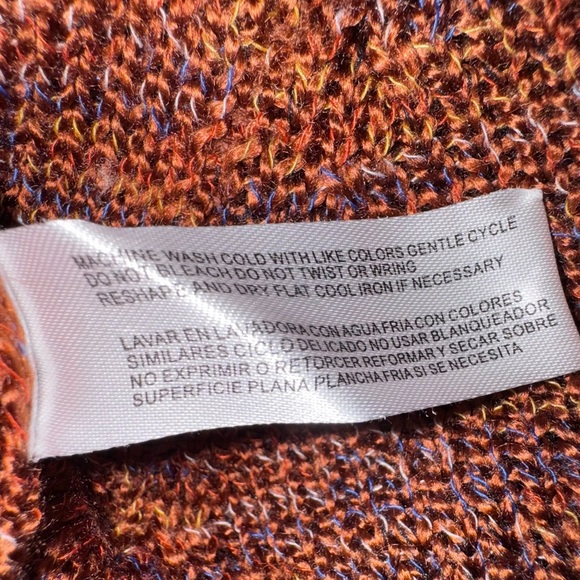 MACHINE WASH COLD WITH LIKE COLORS GENTLE CYCLE
DO NOT BLEACH DO NOT TWIST OR WRING
RESHAPE AND DRY FLAT COOL IRON IF NECESSARY
LAVAR EN LAVADORA CON AGUA FRIA CON COLORES
SIMILARES CICLO DELICADO NO USAR BLANQUEADOR
NO EXPRIMIR O RETORCER REFORMAR Y SECAR SOBRE
SUPERFICIE PLANA PLANCHA FRIA SI SE NECESITA